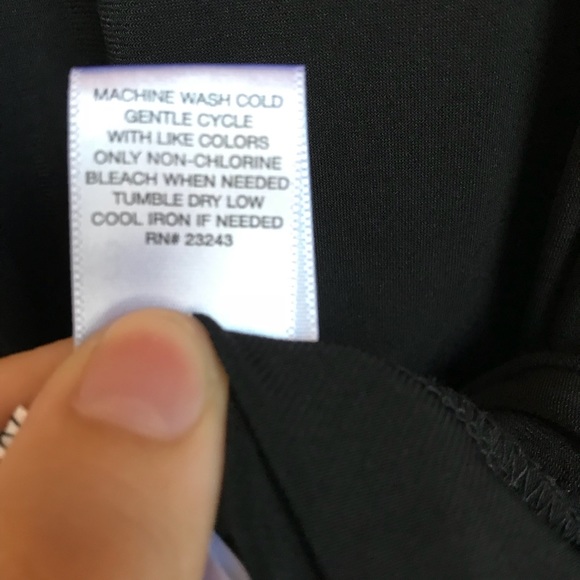 MACHINE WASH COLD
GENTLE CYCLE
WITH LIKE COLORS
ONLY NON-CHLORINE
BLEACH WHEN NEEDED
TUMBLE DRY LOW
COOL IRON IF NEEDED
RN# 23243